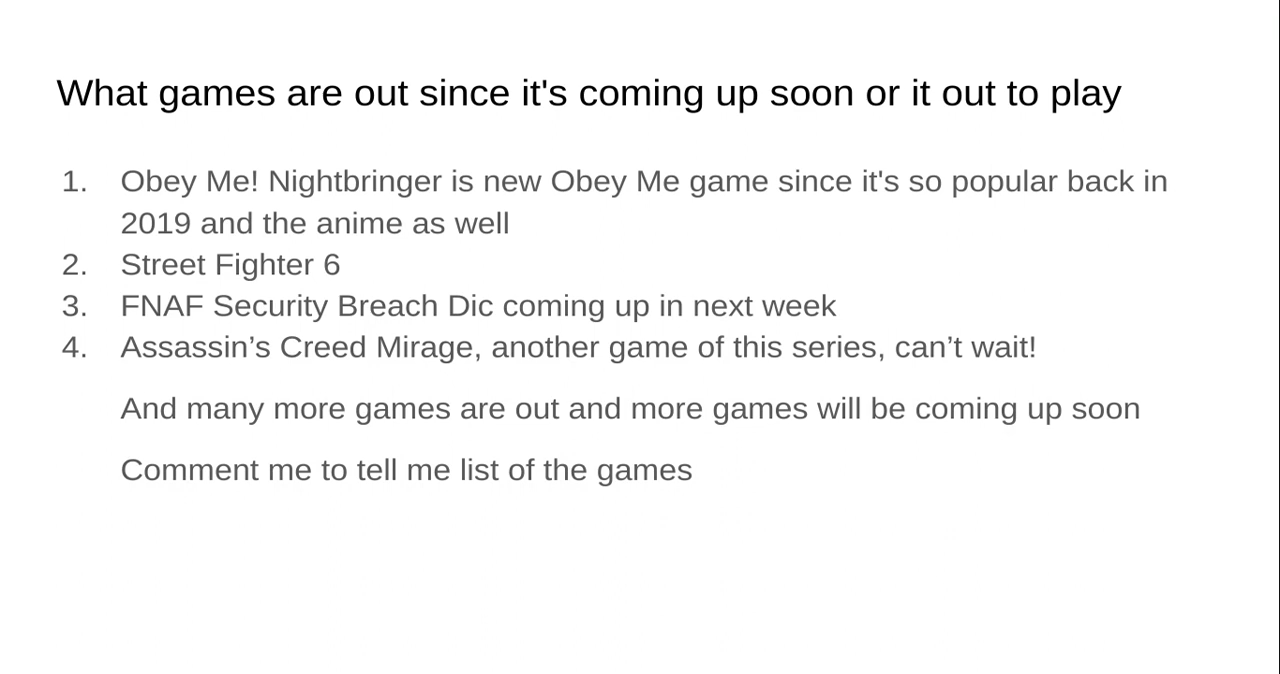 What games are out since it's coming up soon or it out to play
1. Obey Me! Nightbringer is new Obey Me game since it's so popular back in
2019 and the anime as well
2. Street Fighter 6
3. FNAF Security Breach Dic coming up in next week
4. Assassin’s Creed Mirage, another game of this series, can’t wait!
And many more games are out and more games will be coming up soon
Comment me to tell me list of the games